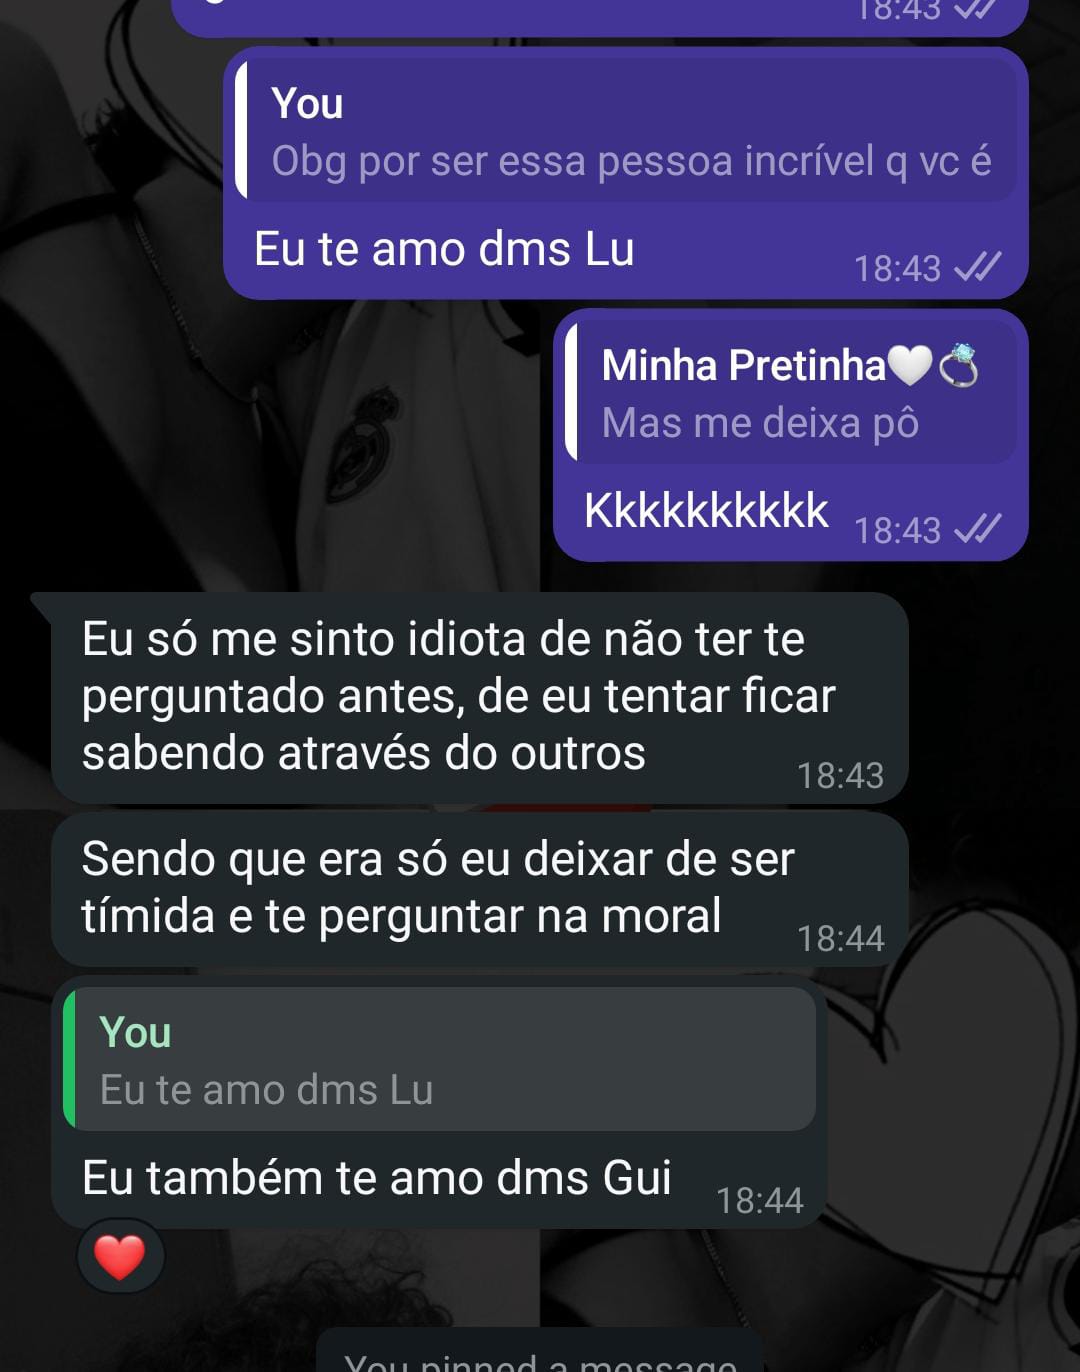 18:43
You
Obg por ser essa pessoa incrível q vc é
Eu te amo dms Lu
18:43
Minha Pretinha🤍💍
Mas me deixa pô
Kkkkkkkkkk
18:43
Eu só me sinto idiota de não ter te
perguntado antes, de eu tentar ficar
sabendo através do outros
18:43
Sendo que era só eu deixar de ser
tímida e te perguntar na moral
18:44
You
Eu te amo dms Lu
Eu também te amo dms Gui
18:44
You pinned a message